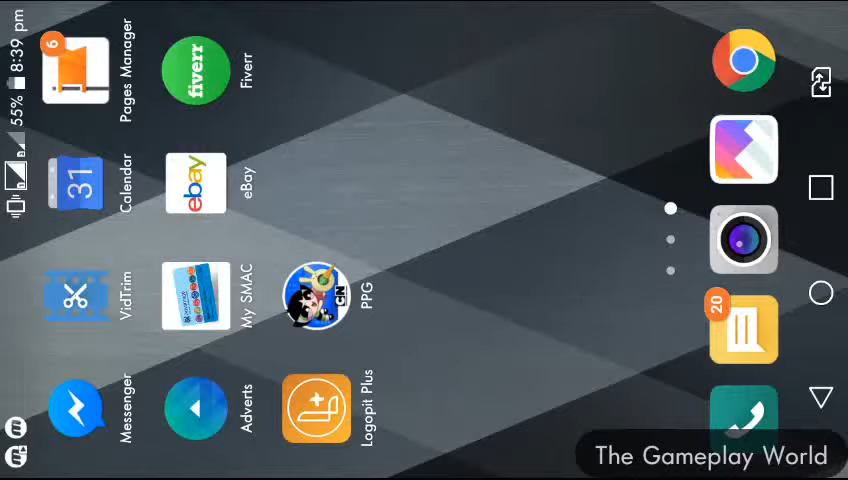 55% 8:39 pm
Messenger
VidTrim
31
Calendar
6
Pages Manager
Adverts
My SMAC
ebay
eBay
fiverr
Fiverr
Logopit Plus
CN
PPG
20
The Gameplay World